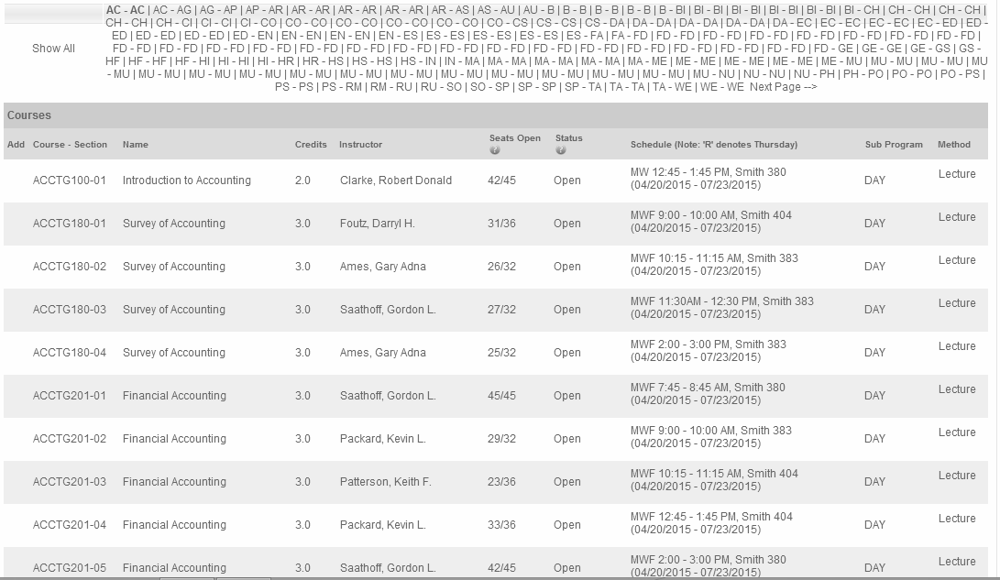 AC - AC | AC - AG | AG - AP | AP - AR | AR - AR | AR - AR | AR - AR | AR - AS | AS - AU | AU - B | B - B | B - B | B - B | B - BI | BI - BI | BI - BI | BI - BI | BI - BI | BI - CH | CH - CH | CH - CH |
CH - CH | CH - CI | CI - CI | CI - CO | CO - CO | CO - CO | CO - CO | CO - CO | CO - CS | CS - CS | CS - CS | CS - DA | DA - DA | DA - DA | DA - DA | DA - EC | EC - EC | EC - EC | EC - EC | EC - ED | ED -
ED | ED - ED | ED - ED | ED - EN | EN - EN | EN - EN | EN - ES | ES - ES | ES - ES | ES - ES | ES - FA | FA - FD | FD - FD | FD - FD | FD - FD | FD - FD | FD - FD | FD - FD | FD - FD | FD - FD |
Show All
FD - FD | FD - FD | FD - FD | FD - FD | FD - FD | FD - FD | FD - FD | FD - FD | FD - FD | FD - FD | FD - FD | FD - FD | FD - FD | FD - FD | FD - FD | FD - GE | GE - GE | GE - GS | GS -
HF | HF - HF | HF - HI | HI - HI | HI - HR | HR - HS | HS - HS | HS - IN | IN - MA | MA - MA | MA - MA | MA - MA | MA - ME | ME - ME | ME - ME | ME - ME | ME - MU | MU - MU | MU - MU | MU
- MU | MU - MU | MU - MU | MU - MU | MU - MU | MU - MU | MU - MU | MU - MU | MU - MU | MU - MU | MU - MU | MU - MU | MU - NU | NU - NU | NU - PH | PH - PO | PO - PO | PO - PS |
PS - PS | PS - RM | RM - RU | RU - SO | SO - SP | SP - SP | SP - TA | TA - TA | TA - WE | WE - WE Next Page -->
Courses
Add Course - Section Name Credits Instructor Seats Open Status Schedule (Note: 'R' denotes Thursday) Sub Program Method
ACCTG100-01 Introduction to Accounting 2.0 Clarke, Robert Donald 42/45 Open MW 12:45 - 1:45 PM, Smith 380 DAY Lecture
(04/20/2015 - 07/23/2015)
ACCTG180-01 Survey of Accounting 3.0 Foutz, Darryl H. 31/36 Open MWF 9:00 - 10:00 AM, Smith 404 DAY Lecture
(04/20/2015 - 07/23/2015)
ACCTG180-02 Survey of Accounting 3.0 Ames, Gary Adna 26/32 Open MWF 10:15 - 11:15 AM, Smith 383 DAY Lecture
(04/20/2015 - 07/23/2015)
ACCTG180-03 Survey of Accounting 3.0 Saathoff, Gordon L. 27/32 Open MWF 11:30AM - 12:30 PM, Smith 383 DAY Lecture
(04/20/2015 - 07/23/2015)
ACCTG180-04 Survey of Accounting 3.0 Ames, Gary Adna 25/32 Open MWF 2:00 - 3:00 PM, Smith 383 DAY Lecture
(04/20/2015 - 07/23/2015)
ACCTG201-01 Financial Accounting 3.0 Saathoff, Gordon L. 45/45 Open MWF 7:45 - 8:45 AM, Smith 380 DAY Lecture
(04/20/2015 - 07/23/2015)
ACCTG201-02 Financial Accounting 3.0 Packard, Kevin L. 29/32 Open MWF 9:00 - 10:00 AM, Smith 383 DAY Lecture
(04/20/2015 - 07/23/2015)
ACCTG201-03 Financial Accounting 3.0 Patterson, Keith F. 23/36 Open MWF 10:15 - 11:15 AM, Smith 404 DAY Lecture
(04/20/2015 - 07/23/2015)
ACCTG201-04 Financial Accounting 3.0 Packard, Kevin L. 33/36 Open MWF 12:45 - 1:45 PM, Smith 404 DAY Lecture
(04/20/2015 - 07/23/2015)
ACCTG201-05 Financial Accounting 3.0 Saathoff, Gordon L. 42/45 Open MWF 2:00 - 3:00 PM, Smith 380 DAY Lecture
(04/20/2015 - 07/23/2015)